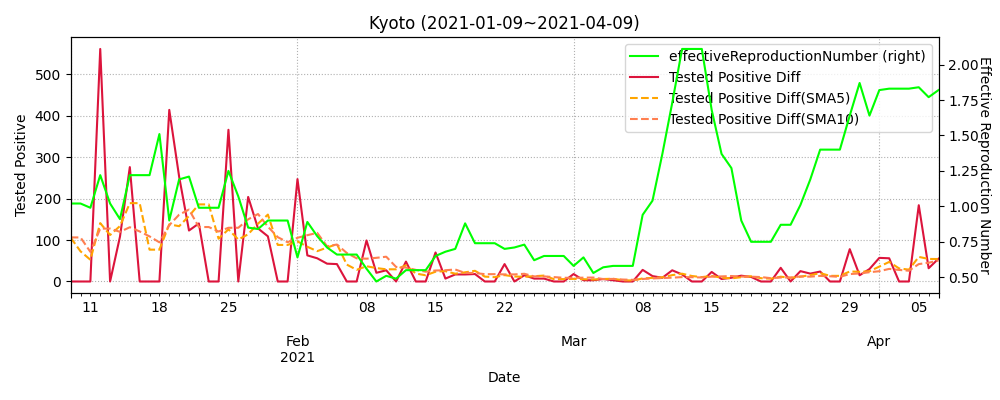 Kyoto (2021-01-09~2021-04-09)
effectiveReproductionNumber (right)
Tested Positive Diff
Tested Positive Diff(SMA5)
Tested Positive Diff(SMA10)
Tested Positive
500
400
300
200
100
0
Effective Reproduction Number
2.00
1.75
1.50
1.25
1.00
0.75
0.50
11 18 25 08 15 22 08 15 22 29 05
Feb Mar Apr
2021
Date